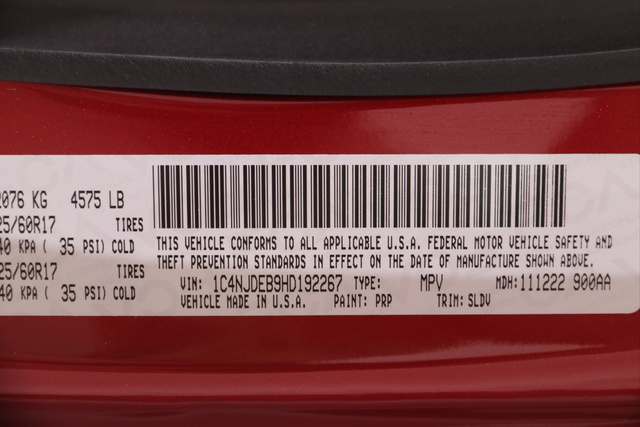 2076 KG 4575 LB
25/60R17 TIRES
40 KPA ( 35 PSI) COLD
25/60R17 TIRES
40 KPA ( 35 PSI) COLD
THIS VEHICLE CONFORMS TO ALL APPLICABLE U.S.A. FEDERAL MOTOR VEHICLE SAFETY AND
THEFT PREVENTION STANDARDS IN EFFECT ON THE DATE OF MANUFACTURE SHOWN ABOVE.
VIN: 1C4NJDEB9HD192267 TYPE: MPV MDH: 111222 900AA
VEHICLE MADE IN U.S.A. PAINT: PRP TRIM: SLDV